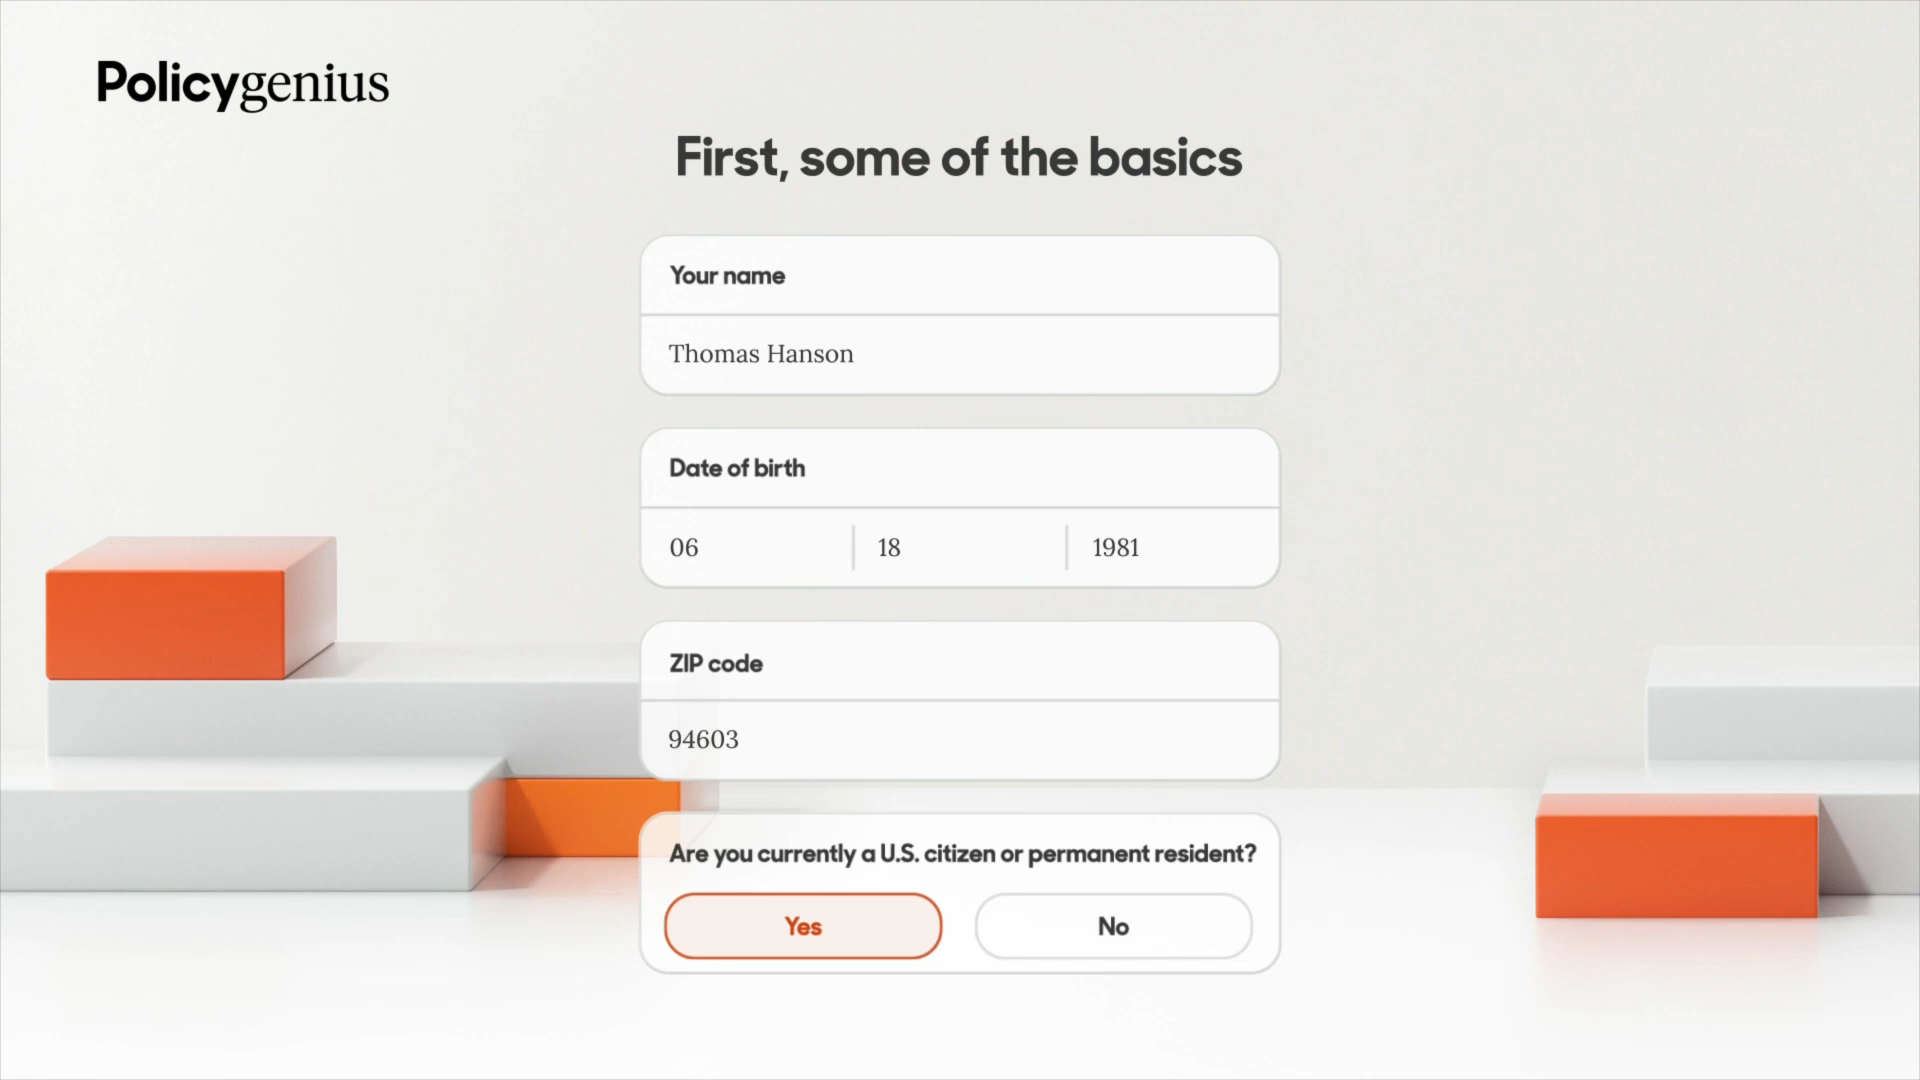 Policygenius
First, some of the basics
Your name
Thomas Hanson
Date of birth
06 18 1981
ZIP code
94603
Are you currently a U.S. citizen or permanent resident?
Yes No